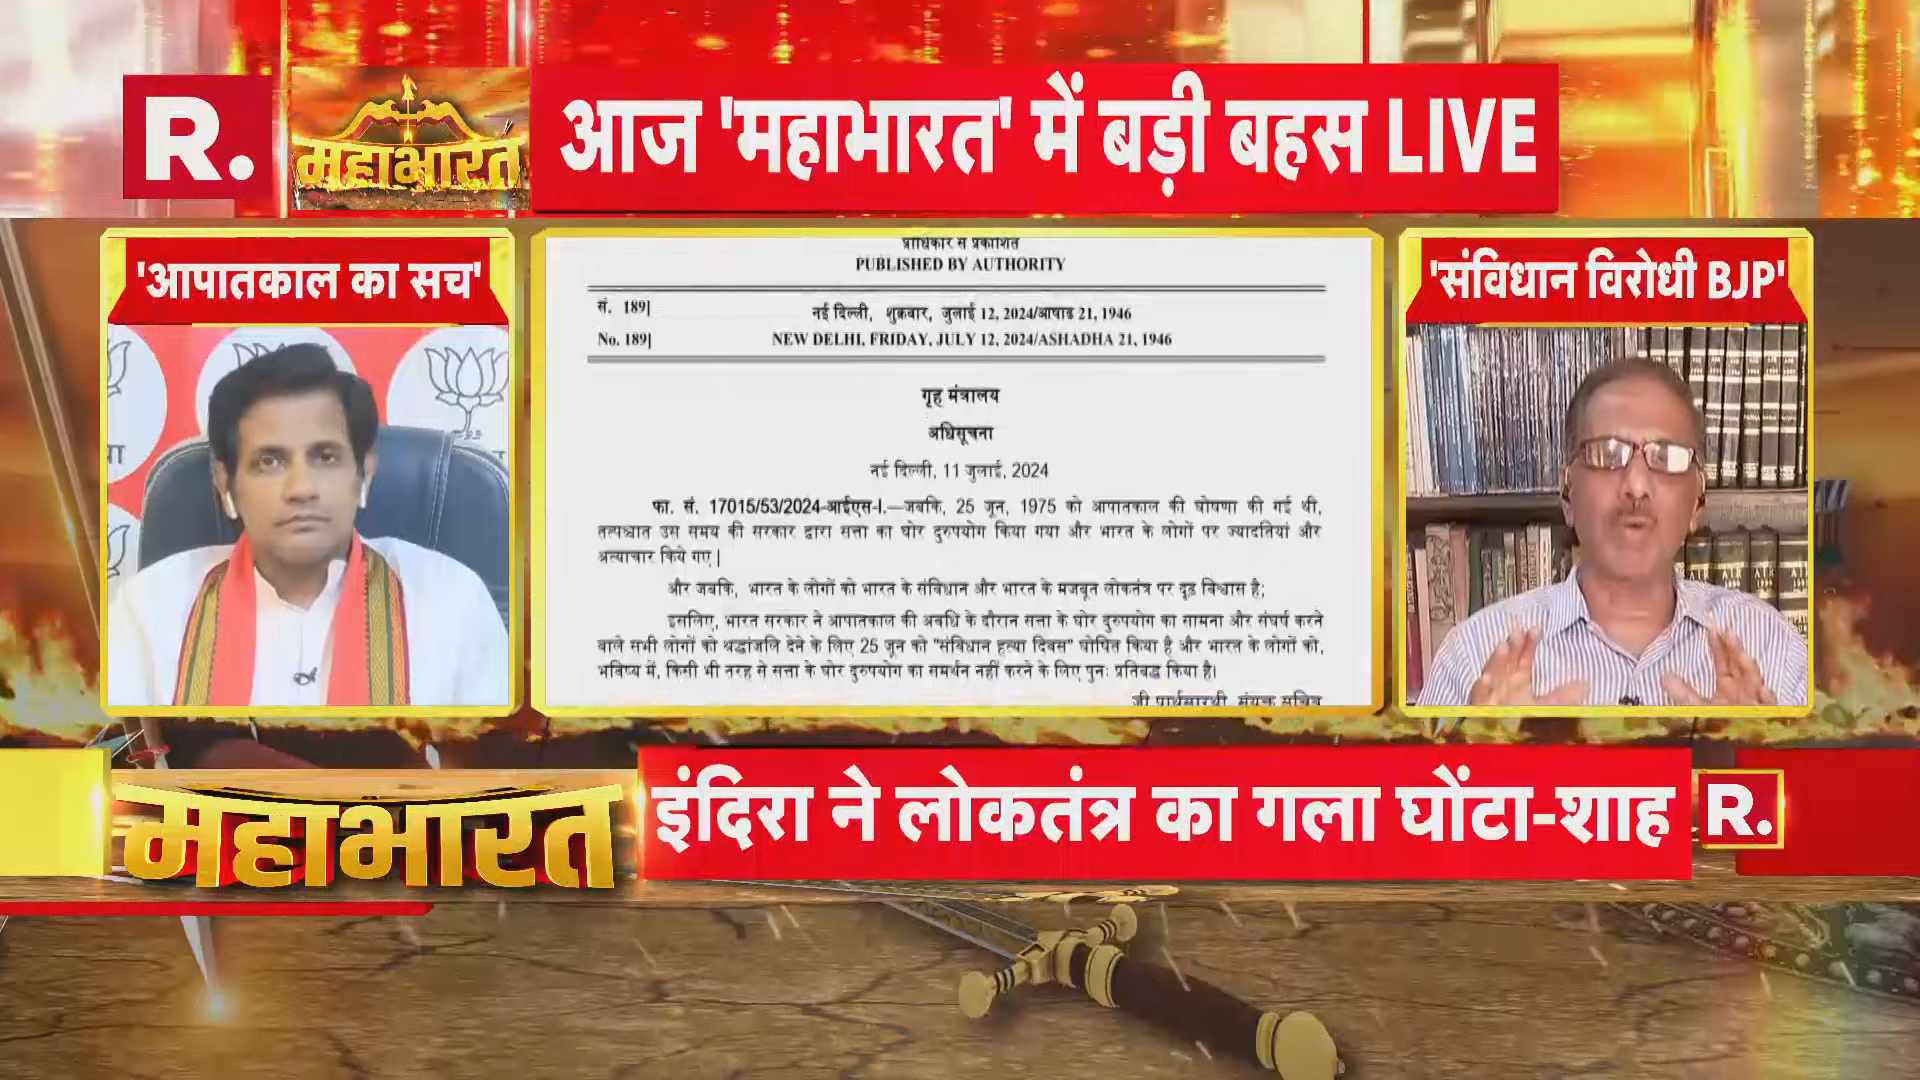 R.
महाभारत
आज 'महाभारत' में बड़ी बहस LIVE
'आपातकाल का सच'
प्राधिकार से प्रकाशित
PUBLISHED BY AUTHORITY
सं. 189]
नई दिल्ली, शुक्रवार, जुलाई 12, 2024/आषाढ 21, 1946
No. 189]
NEW DELHI, FRIDAY, JULY 12, 2024/ASHADHA 21, 1946
गृह मंत्रालय
अधिसूचना
नई दिल्ली, 11 जुलाई, 2024
फा. सं. 17015/53/2024-आईएस-I.—जबकि, 25 जून, 1975 को आपातकाल की घोषणा की गई थी,
तत्पश्चात उस समय की सरकार द्वारा सत्ता का घोर दुरुपयोग किया गया और भारत के लोगों पर ज्यादतियां और
अत्याचार किये गए |
और जबकि, भारत के लोगों को भारत के संविधान और भारत के मजबूत लोकतंत्र पर दृढ़ विश्वास है;
इसलिए, भारत सरकार ने आपातकाल की अवधि के दौरान सत्ता के घोर दुरुपयोग का सामना और संघर्ष करने
वाले सभी लोगों को श्रद्धांजलि देने के लिए 25 जून को "संविधान हत्या दिवस" घोषित किया है और भारत के लोगों को,
भविष्य में, किसी भी तरह से सत्ता के घोर दुरुपयोग का समर्थन नहीं करने के लिए पुनः प्रतिबद्ध किया है।
जी पार्थसारथी, संयुक्त सचिव
'संविधान विरोधी BJP'
महाभारत
इंदिरा ने लोकतंत्र का गला घोंटा-शाह
R.